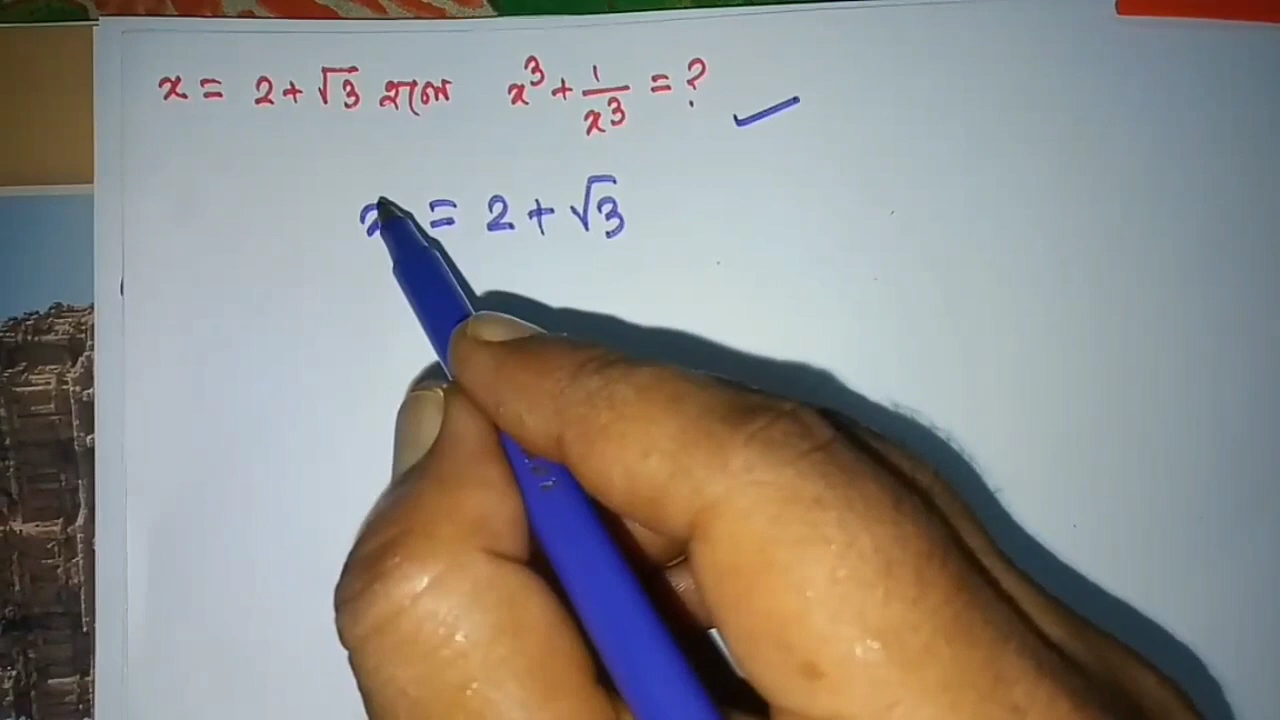 x = 2 + √3 হলে x³ + 1/x³ = ?
x = 2 + √3